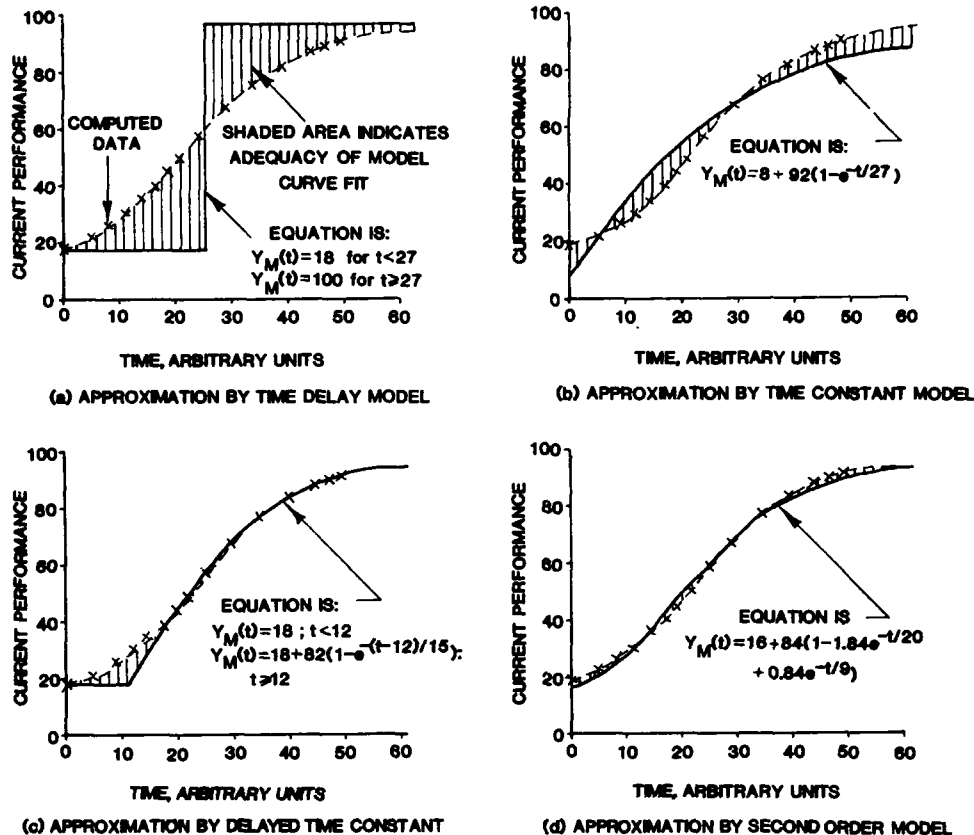 CURRENT PERFORMANCE
100
80
60
40
20
0
COMPUTED
DATA
SHADED AREA INDICATES
ADEQUACY OF MODEL
CURVE FIT
EQUATION IS:
Y_M(t)=18 for t<27
Y_M(t)=100 for t≥27
0 10 20 30 40 50 60
TIME, ARBITRARY UNITS
(a) APPROXIMATION BY TIME DELAY MODEL
CURRENT PERFORMANCE
100
80
60
40
20
0
EQUATION IS:
Y_M(t)=8+92(1-e^-t/27)
0 10 20 30 40 50 60
TIME, ARBITRARY UNITS
(b) APPROXIMATION BY TIME CONSTANT MODEL
CURRENT PERFORMANCE
100
80
60
40
20
0
EQUATION IS:
Y_M(t)=18 ; t<12
Y_M(t)=18+82(1-e^-(t-12)/15):
t≥12
0 10 20 30 40 50 60
TIME, ARBITRARY UNITS
(c) APPROXIMATION BY DELAYED TIME CONSTANT
CURRENT PERFORMANCE
100
80
60
40
20
0
EQUATION IS
Y_M(t)=16+84(1-1.84e^-t/20
+ 0.84e^-t/9)
0 10 20 30 40 50 60
TIME, ARBITRARY UNITS
(d) APPROXIMATION BY SECOND ORDER MODEL